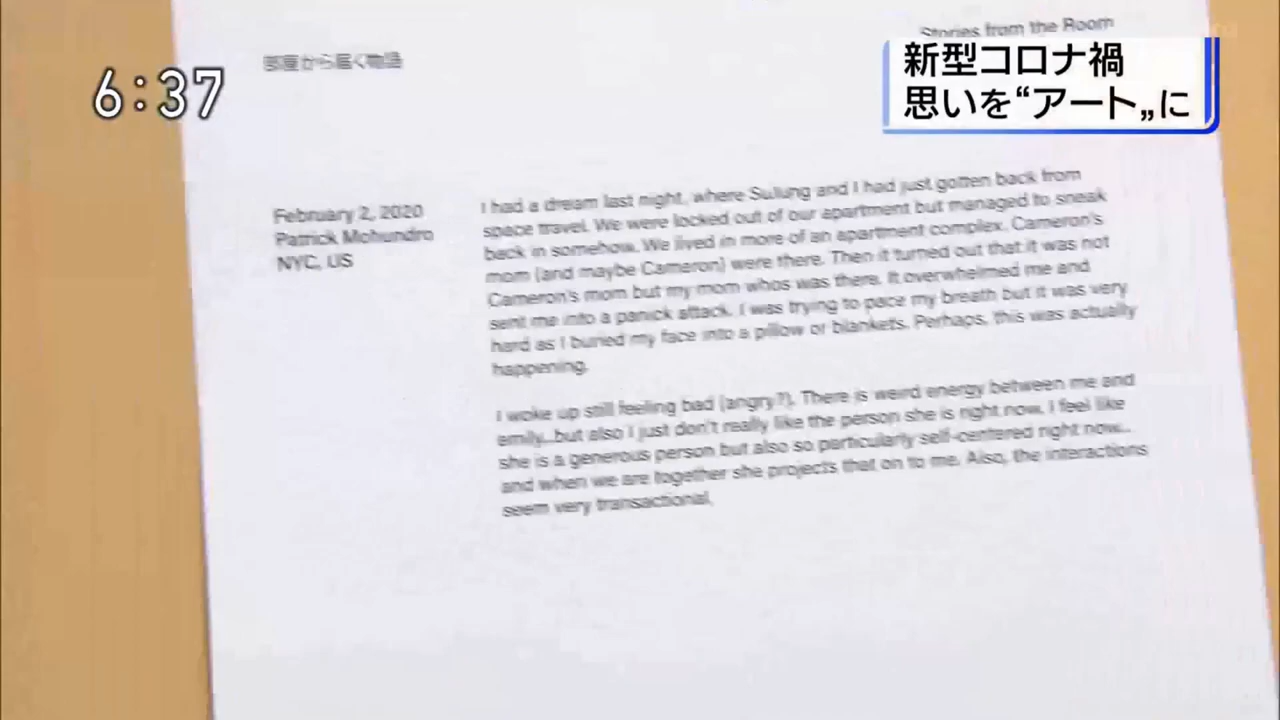 Stories from the Room
部屋から届く物語
6:37
新型コロナ禍
思いを“アート„に
February 2, 2020
Patrick Mohundro
NYC, US
I had a dream last night, where SuJung and I had just gotten back from
space travel. We were locked out of our apartment but managed to sneak
back in somehow. We lived in more of an apartment complex. Cameron's
mom (and maybe Cameron) were there. Then it turned out that it was not
Cameron's mom but my mom whos was there. It overwhelmed me and
sent me into a panick attack. I was trying to pace my breath but it was very
hard as I buried my face into a pillow or blankets. Perhaps, this was actually
happening.
I woke up still feeling bad (angry?). There is weird energy between me and
emily...but also I just don't really like the person she is right now. I feel like
she is a generous person but also so particularly self-centered right now...
and when we are together she projects that on to me. Also, the interactions
seem very transactional.